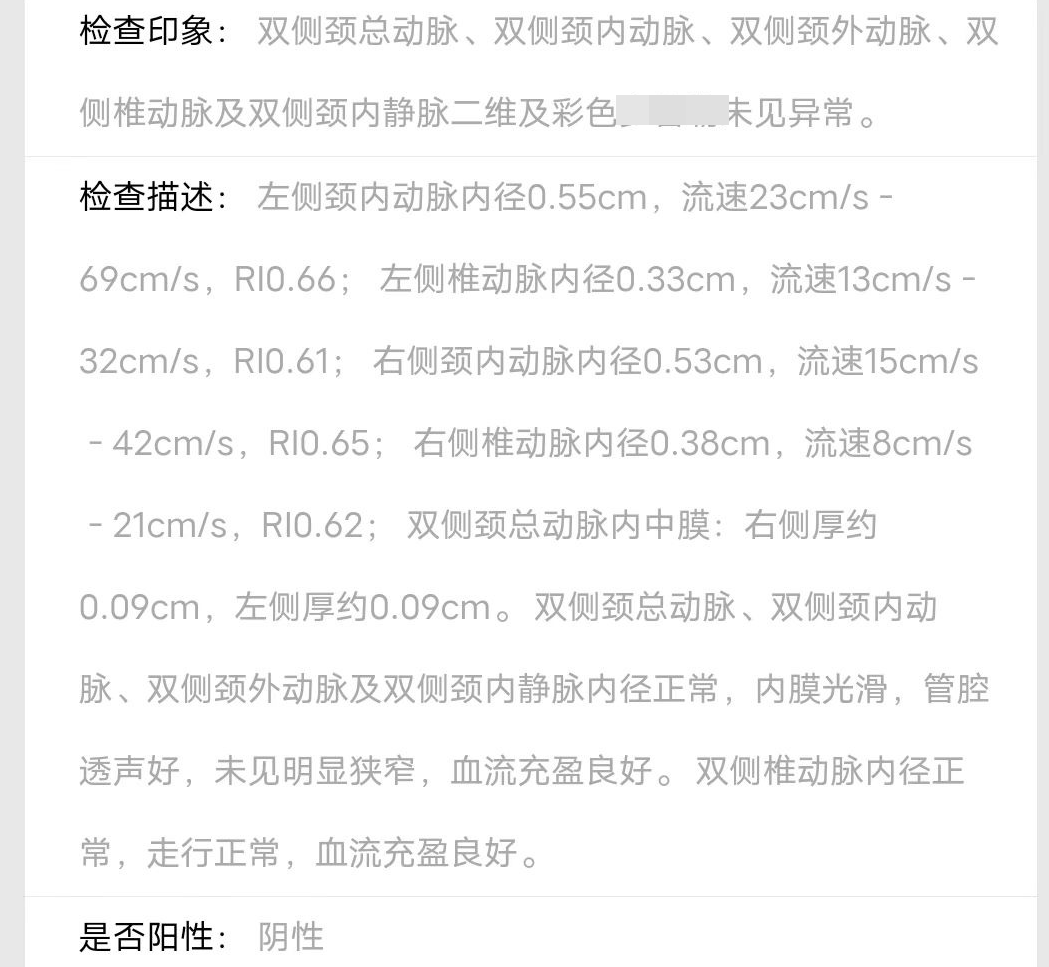 检查印象： 双侧颈总动脉、双侧颈内动脉、双侧颈外动脉、双
侧椎动脉及双侧颈内静脉二维及彩色未见异常。
检查描述： 左侧颈内动脉内径0.55cm，流速23cm/s－
69cm/s，RI0.66； 左侧椎动脉内径0.33cm，流速13cm/s－
32cm/s，RI0.61； 右侧颈内动脉内径0.53cm，流速15cm/s
－42cm/s，RI0.65； 右侧椎动脉内径0.38cm，流速8cm/s
－21cm/s，RI0.62； 双侧颈总动脉内中膜：右侧厚约
0.09cm，左侧厚约0.09cm。 双侧颈总动脉、双侧颈内动
脉、双侧颈外动脉及双侧颈内静脉内径正常，内膜光滑，管腔
透声好，未见明显狭窄，血流充盈良好。 双侧椎动脉内径正
常，走行正常，血流充盈良好。
是否阳性： 阴性